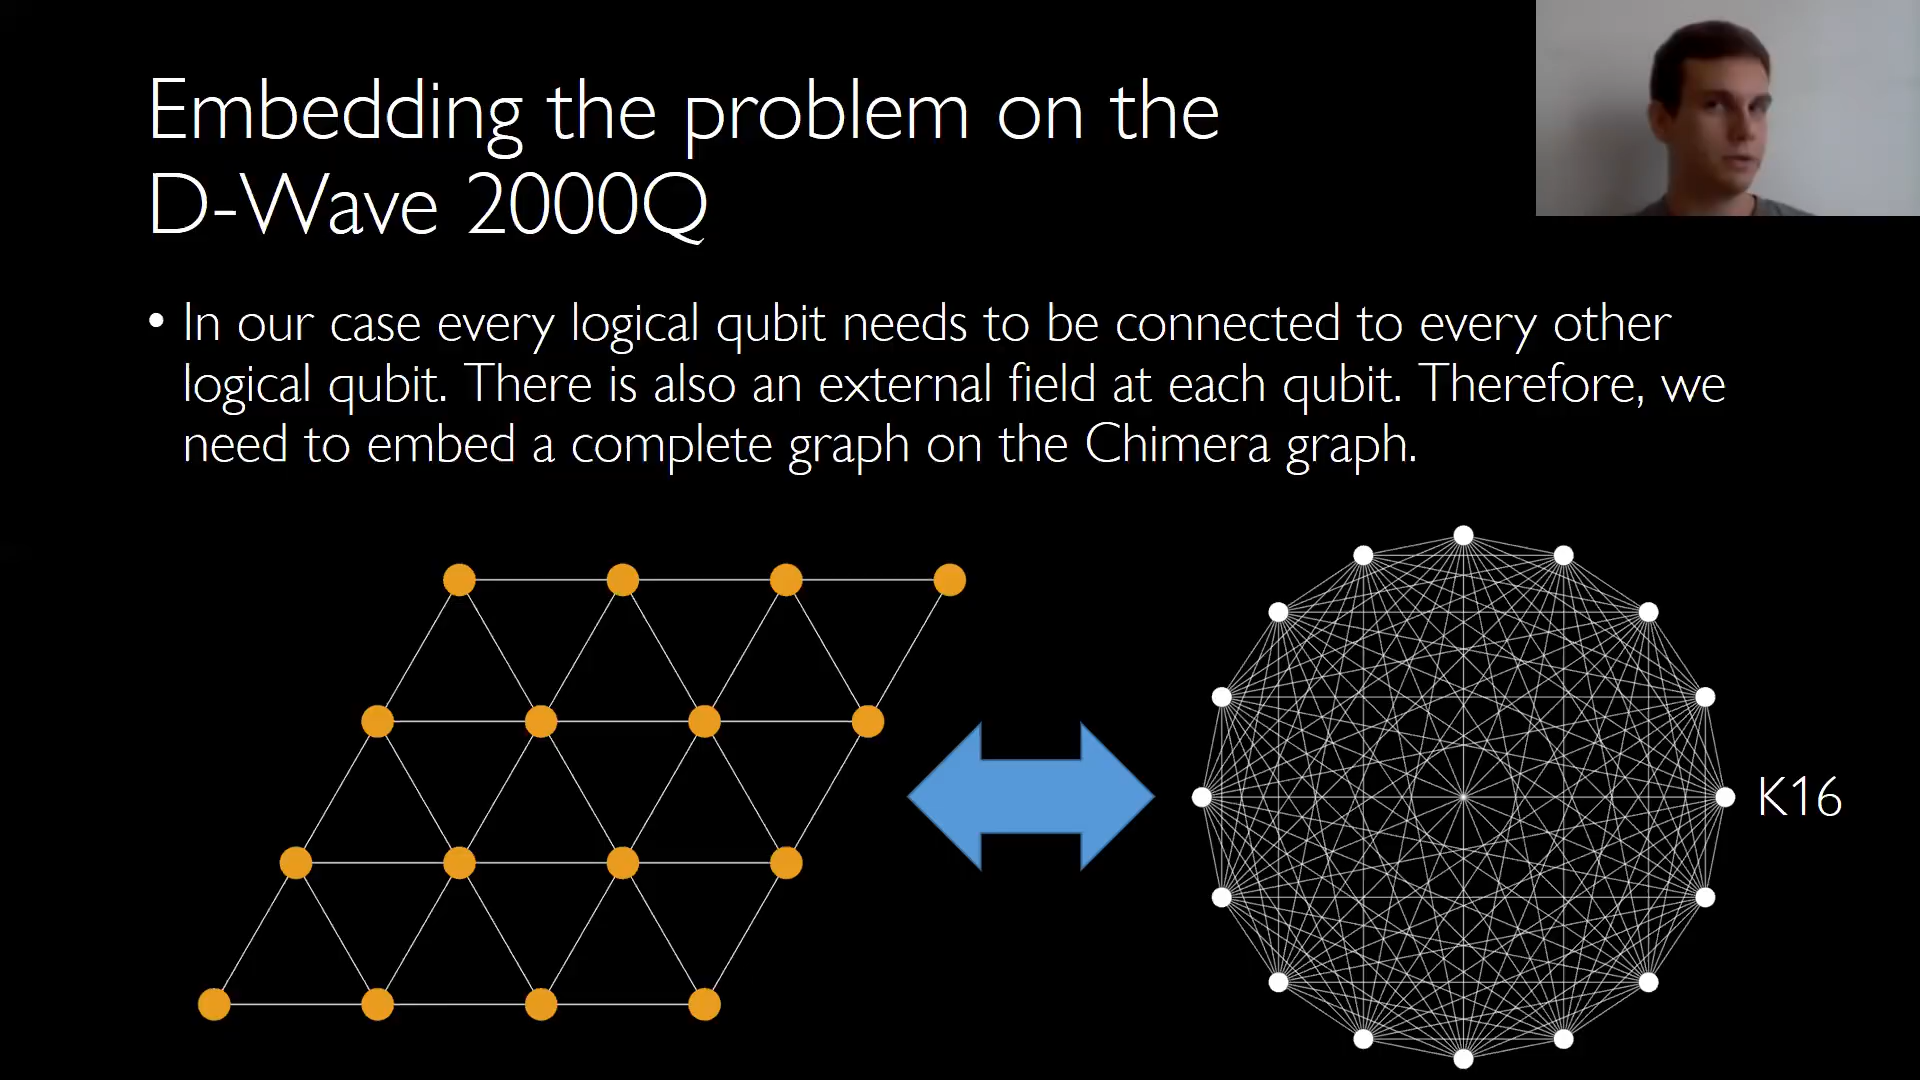 Embedding the problem on the
D-Wave 2000Q
• In our case every logical qubit needs to be connected to every other
logical qubit. There is also an external field at each qubit. Therefore, we
need to embed a complete graph on the Chimera graph.
K16